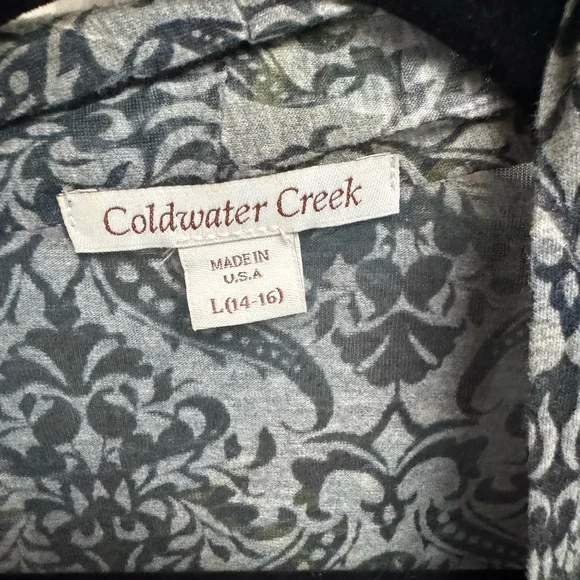 Coldwater Creek
MADE IN
U.S.A
L(14-16)